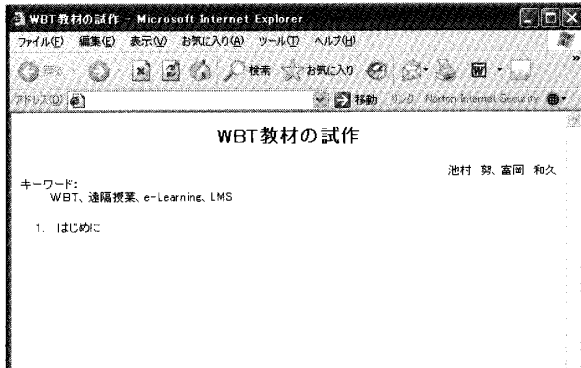 WBT教材の試作 - Microsoft Internet Explorer
ファイル(F) 編集(E) 表示(V) お気に入り(A) ツール(T) ヘルプ(H)
検索 お気に入り
アドレス(D) 移動 リンク Norton Internet Security
WBT教材の試作
池村 努、富岡 和久
キーワード:
WBT、遠隔授業、e-Learning、LMS
1. はじめに